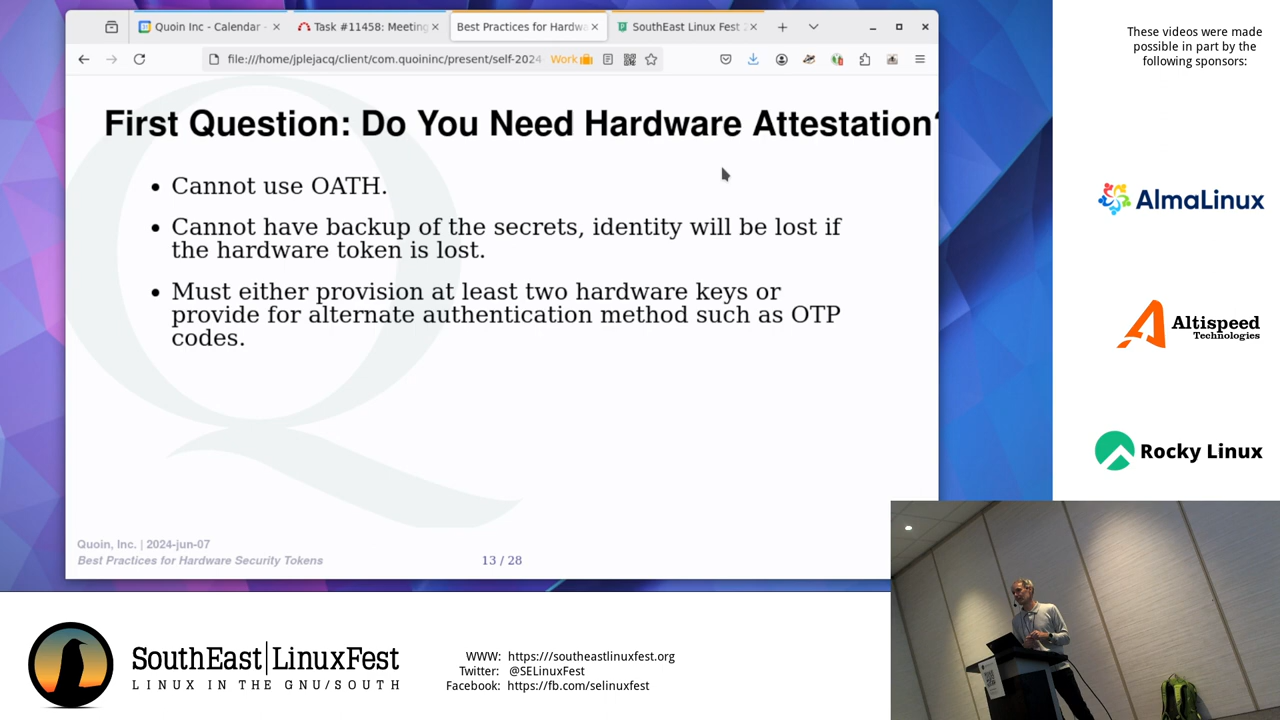 Quoin Inc - Calendar -
Task #11458: Meeting
Best Practices for Hardwa
SouthEast Linux Fest 2
file:///home/jplejacq/client/com.quoininc/present/self-2024-
Work
First Question: Do You Need Hardware Attestation?
• Cannot use OATH.
• Cannot have backup of the secrets, identity will be lost if
the hardware token is lost.
• Must either provision at least two hardware keys or
provide for alternate authentication method such as OTP
codes.
Quoin, Inc. | 2024-jun-07
Best Practices for Hardware Security Tokens
13 / 28
These videos were made
possible in part by the
following sponsors:
AlmaLinux
Altispeed
Technologies
Rocky Linux
SouthEast|LinuxFest
LINUX IN THE GNU/SOUTH
WWW: https:///southeastlinuxfest.org
Twitter: @SELinuxFest
Facebook: https://fb.com/selinuxfest